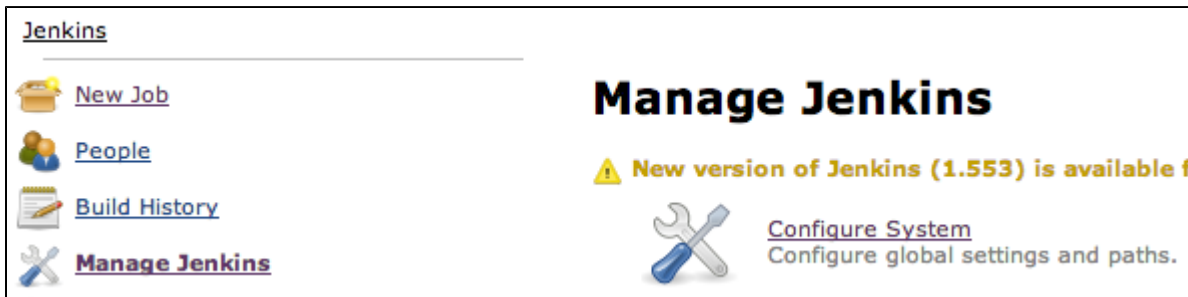 Jenkins
New Job
People
Build History
Manage Jenkins
Manage Jenkins
New version of Jenkins (1.553) is available
Configure System
Configure global settings and paths.